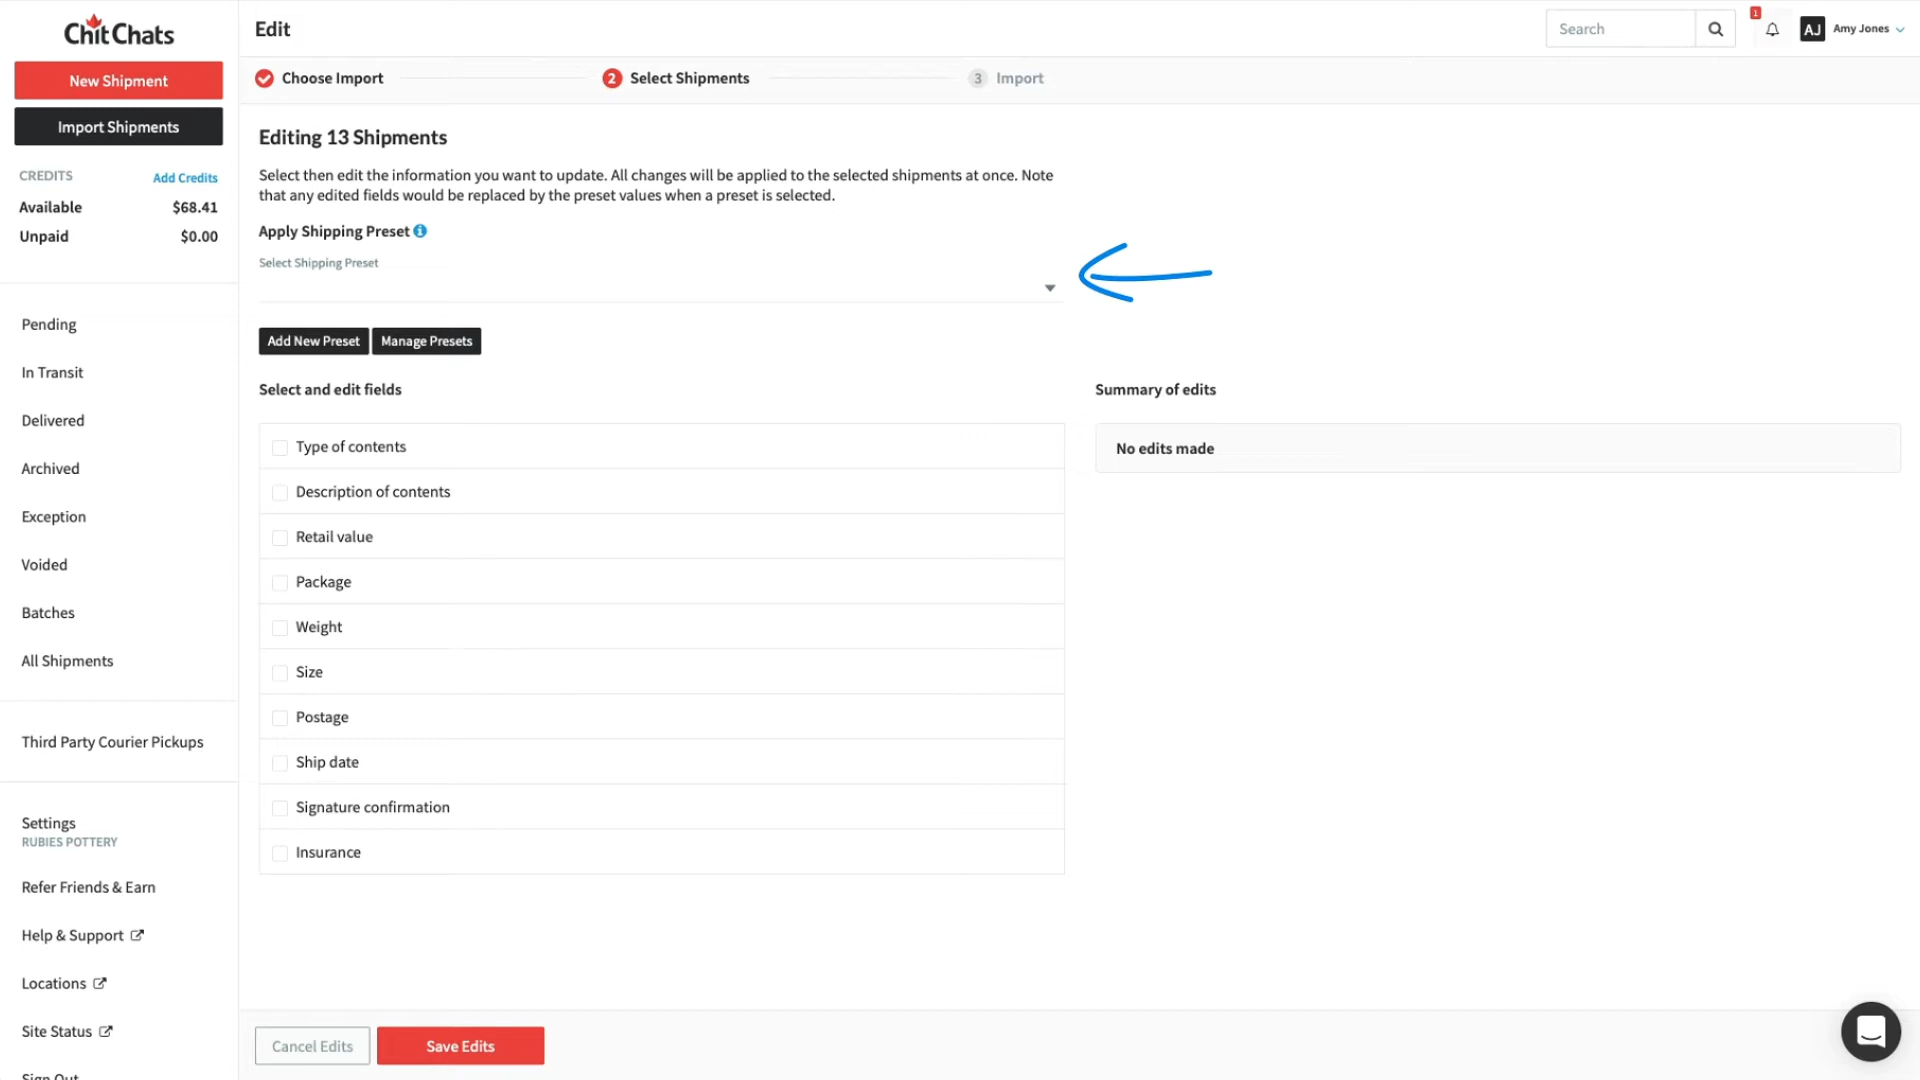 ChitChats
New Shipment
Import Shipments
CREDITS Add Credits
Available $68.41
Unpaid $0.00
Pending
In Transit
Delivered
Archived
Exception
Voided
Batches
All Shipments
Third Party Courier Pickups
Settings
RUBIES POTTERY
Refer Friends & Earn
Help & Support
Locations
Site Status
Sign Out
Edit
Search
1
AJ Amy Jones
Choose Import
2 Select Shipments
3 Import
Editing 13 Shipments
Select then edit the information you want to update. All changes will be applied to the selected shipments at once. Note
that any edited fields would be replaced by the preset values when a preset is selected.
Apply Shipping Preset
Select Shipping Preset
Add New Preset Manage Presets
Select and edit fields
Type of contents
Description of contents
Retail value
Package
Weight
Size
Postage
Ship date
Signature confirmation
Insurance
Summary of edits
No edits made
Cancel Edits Save Edits